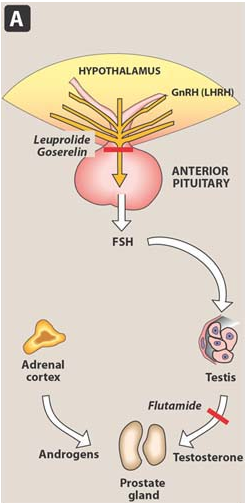 A
HYPOTHALAMUS
GnRH (LHRH)
Leuprolide
Goserelin
ANTERIOR
PITUITARY
FSH
Adrenal
cortex
Testis
Flutamide
Androgens
Testosterone
Prostate
gland